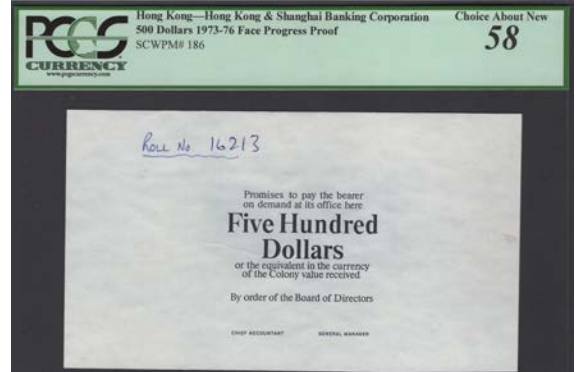 Hong Kong—Hong Kong & Shanghai Banking Corporation
Choice About New
500 Dollars 1973-76 Face Progress Proof
58
SCWPM# 186
PCGS
CURRENCY
www.pcgscurrency.com
Roll No 16213
Promises to pay the bearer
on demand at its office here
Five Hundred
Dollars
or the equivalent in the currency
of the Colony value received
By order of the Board of Directors
CHIEF ACCOUNTANT
GENERAL MANAGER